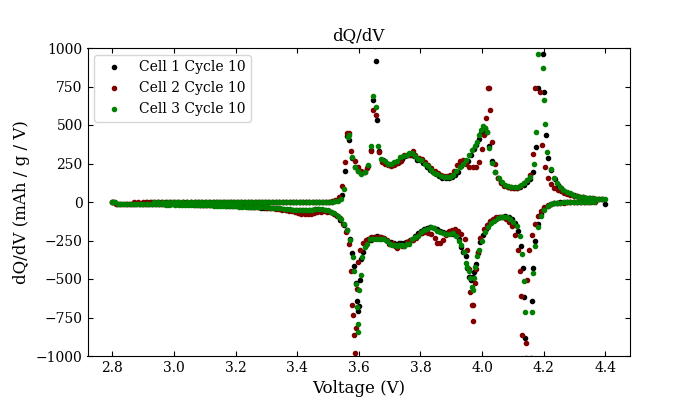 dQ/dV
1000
750
500
250
0
−250
−500
−750
−1000
dQ/dV (mAh / g / V)
Cell 1 Cycle 10
Cell 2 Cycle 10
Cell 3 Cycle 10
2.8 3.0 3.2 3.4 3.6 3.8 4.0 4.2 4.4
Voltage (V)